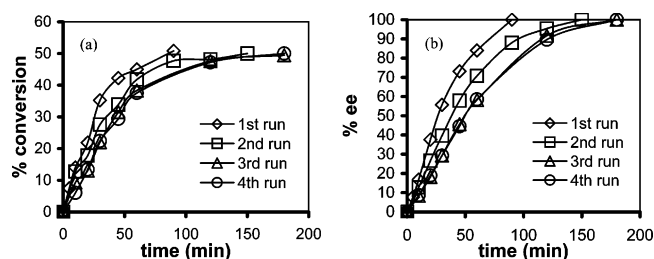 (a)
% conversion
60
50
40
30
20
10
0
1st run
2nd run
3rd run
4th run
0 50 100 150 200
time (min)
(b)
% ee
100
90
80
70
60
50
40
30
20
10
0
1st run
2nd run
3rd run
4th run
0 50 100 150 200
time (min)